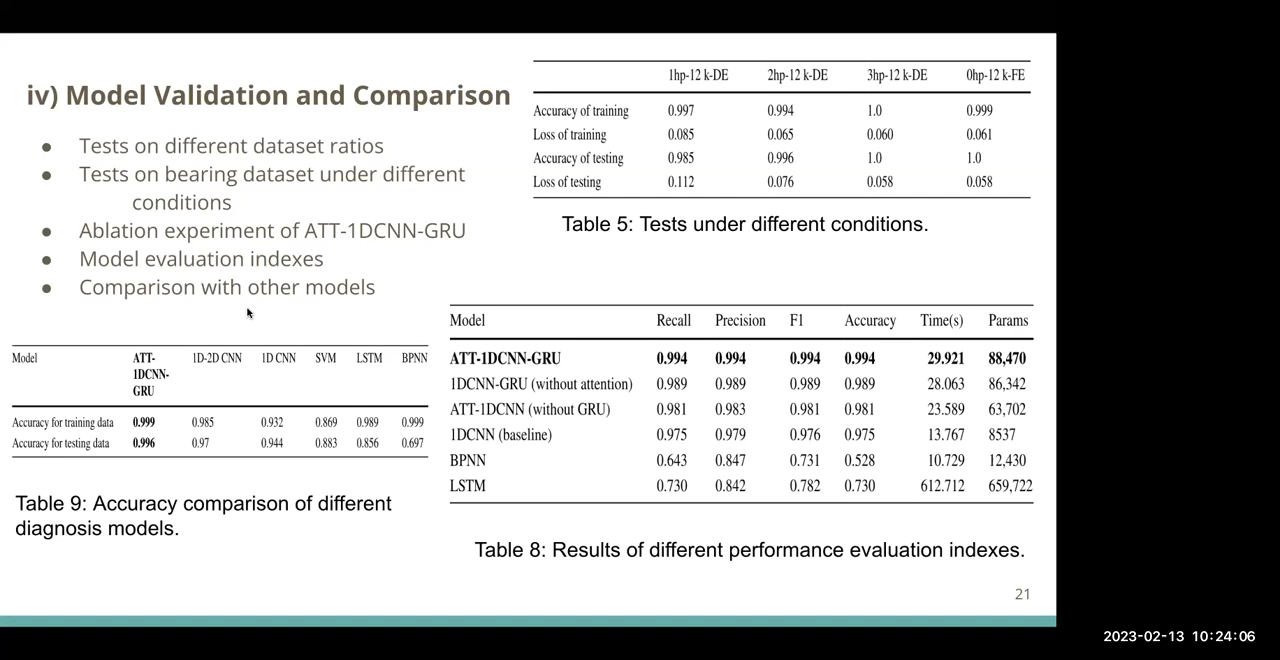 iv) Model Validation and Comparison
● Tests on different dataset ratios
● Tests on bearing dataset under different
conditions
● Ablation experiment of ATT-1DCNN-GRU
● Model evaluation indexes
● Comparison with other models
1hp-12 k-DE 2hp-12 k-DE 3hp-12 k-DE 0hp-12 k-FE
Accuracy of training 0.997 0.994 1.0 0.999
Loss of training 0.085 0.065 0.060 0.061
Accuracy of testing 0.985 0.996 1.0 1.0
Loss of testing 0.112 0.076 0.058 0.058
Table 5: Tests under different conditions.
Model ATT- 1D-2D CNN 1D CNN SVM LSTM BPNN
1DCNN-
GRU
Accuracy for training data 0.999 0.985 0.932 0.869 0.989 0.999
Accuracy for testing data 0.996 0.97 0.944 0.883 0.856 0.697
Table 9: Accuracy comparison of different
diagnosis models.
Model Recall Precision F1 Accuracy Time(s) Params
ATT-1DCNN-GRU 0.994 0.994 0.994 0.994 29.921 88,470
1DCNN-GRU (without attention) 0.989 0.989 0.989 0.989 28.063 86,342
ATT-1DCNN (without GRU) 0.981 0.983 0.981 0.981 23.589 63,702
1DCNN (baseline) 0.975 0.979 0.976 0.975 13.767 8537
BPNN 0.643 0.847 0.731 0.528 10.729 12,430
LSTM 0.730 0.842 0.782 0.730 612.712 659,722
Table 8: Results of different performance evaluation indexes.
21
2023-02-13 10:24:06